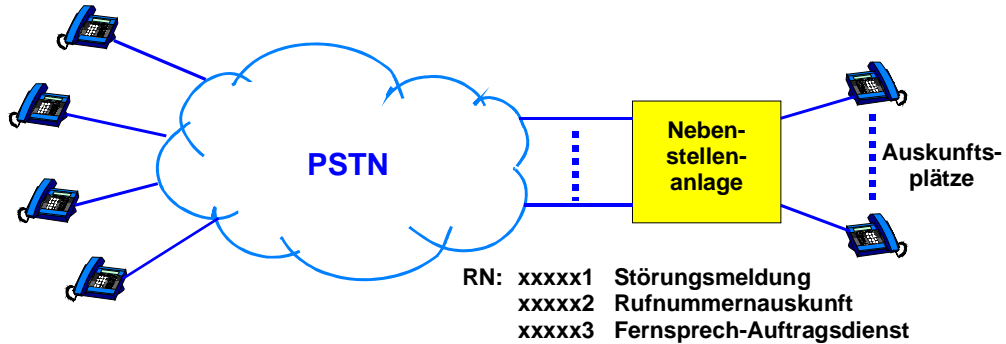 PSTN
Neben-
stellen-
anlage
Auskunfts-
plätze
RN: xxxxx1 Störungsmeldung
xxxxx2 Rufnummernauskunft
xxxxx3 Fernsprech-Auftragsdienst